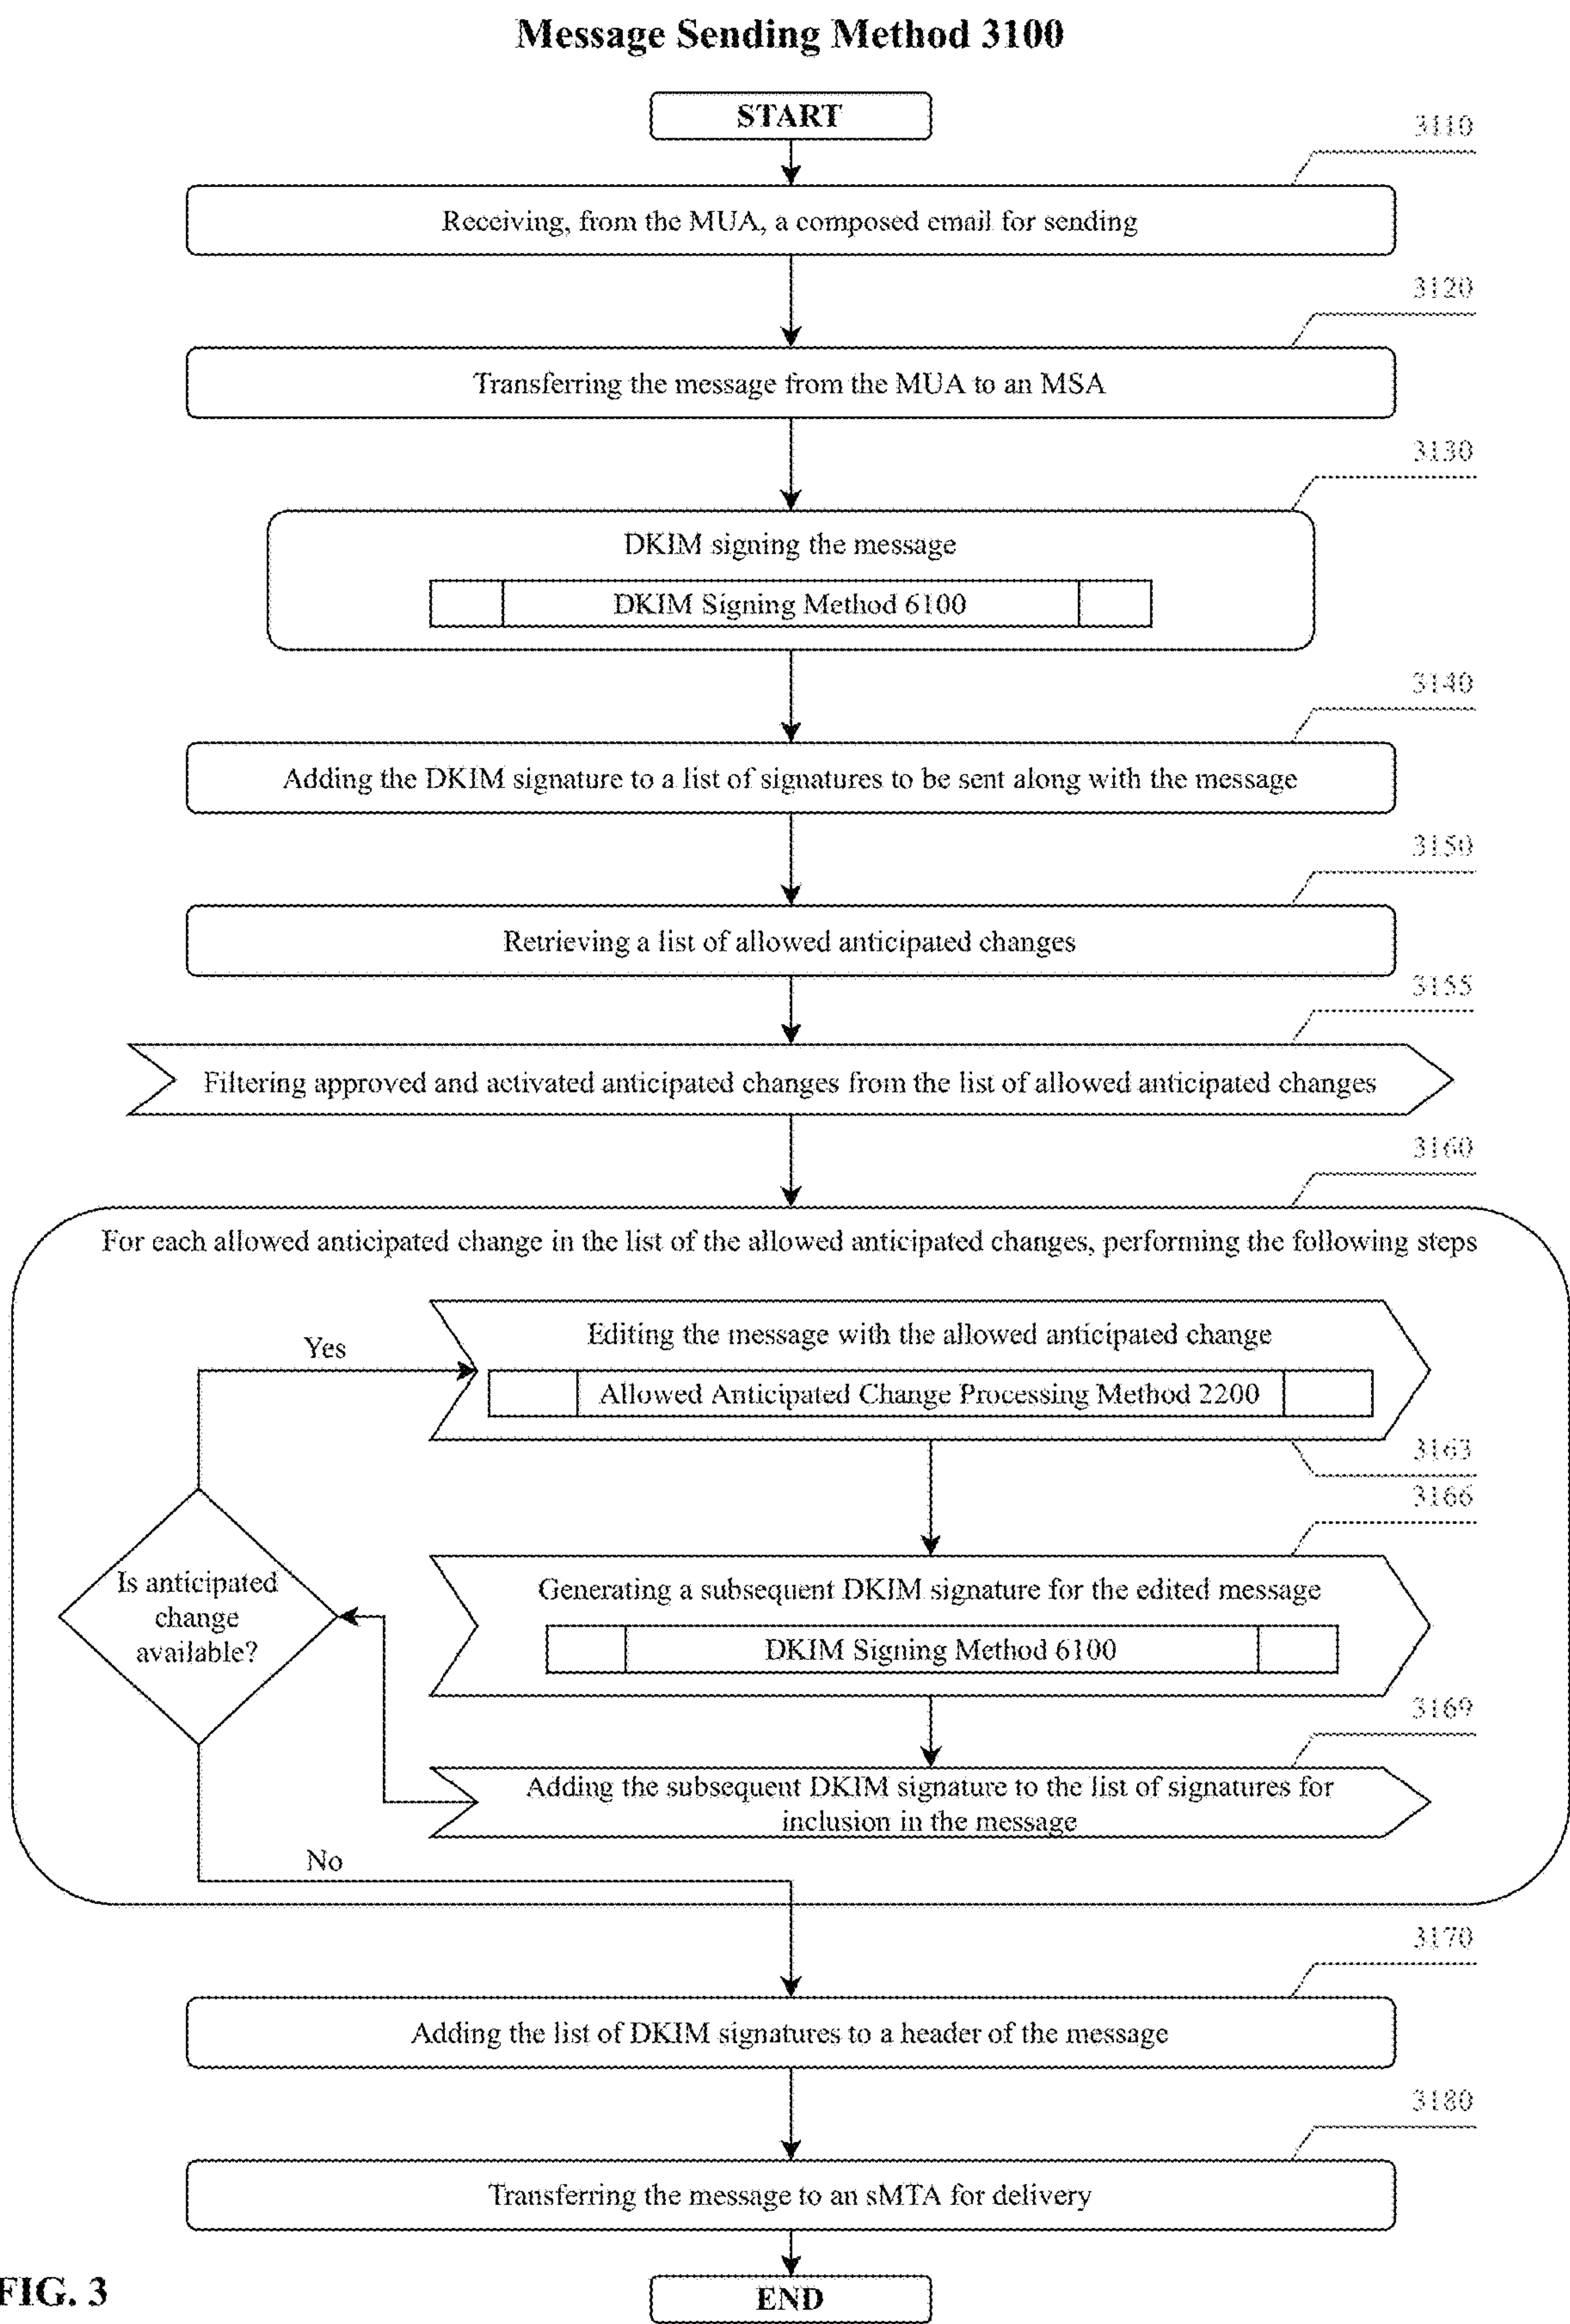 Message Sending Method 3100
START
3110
Receiving, from the MUA, a composed email for sending
3120
Transferring the message from the MUA to an MSA
3130
DKIM signing the message
DKIM Signing Method 6100
3140
Adding the DKIM signature to a list of signatures to be sent along with the message
3150
Retrieving a list of allowed anticipated changes
3155
Filtering approved and activated anticipated changes from the list of allowed anticipated changes
3160
For each allowed anticipated change in the list of the allowed anticipated changes, performing the following steps
Editing the message with the allowed anticipated change
Yes
Allowed Anticipated Change Processing Method 2200
3163
3166
Is anticipated
change
available?
Generating a subsequent DKIM signature for the edited message
DKIM Signing Method 6100
3169
Adding the subsequent DKIM signature to the list of signatures for
inclusion in the message
No
3170
Adding the list of DKIM signatures to a header of the message
3180
Transferring the message to an sMTA for delivery
END
FIG. 3